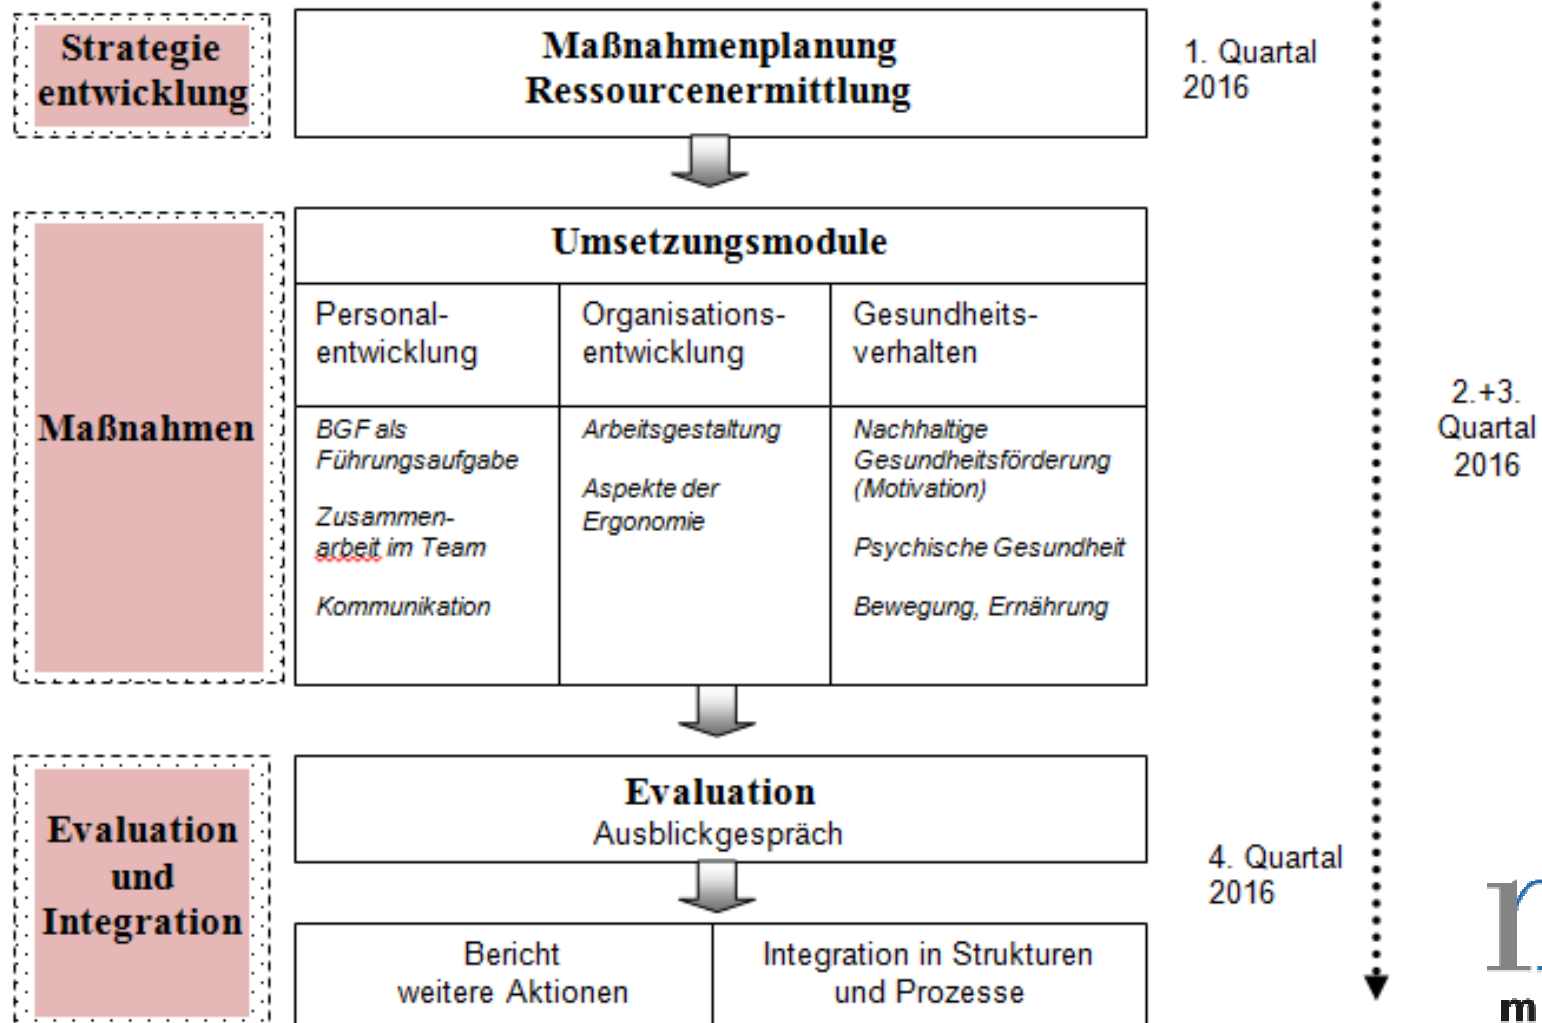 Strategie
entwicklung
Maßnahmenplanung
Ressourcenermittlung
1. Quartal
2016
Maßnahmen
Umsetzungsmodule
Personal-
entwicklung
Organisations-
entwicklung
Gesundheits-
verhalten
BGF als
Führungsaufgabe
Zusammen-
arbeit im Team
Kommunikation
Arbeitsgestaltung
Aspekte der
Ergonomie
Nachhaltige
Gesundheitsförderung
(Motivation)
Psychische Gesundheit
Bewegung, Ernährung
2.+3.
Quartal
2016
Evaluation
und
Integration
Evaluation
Ausblickgespräch
4. Quartal
2016
Bericht
weitere Aktionen
Integration in Strukturen
und Prozesse